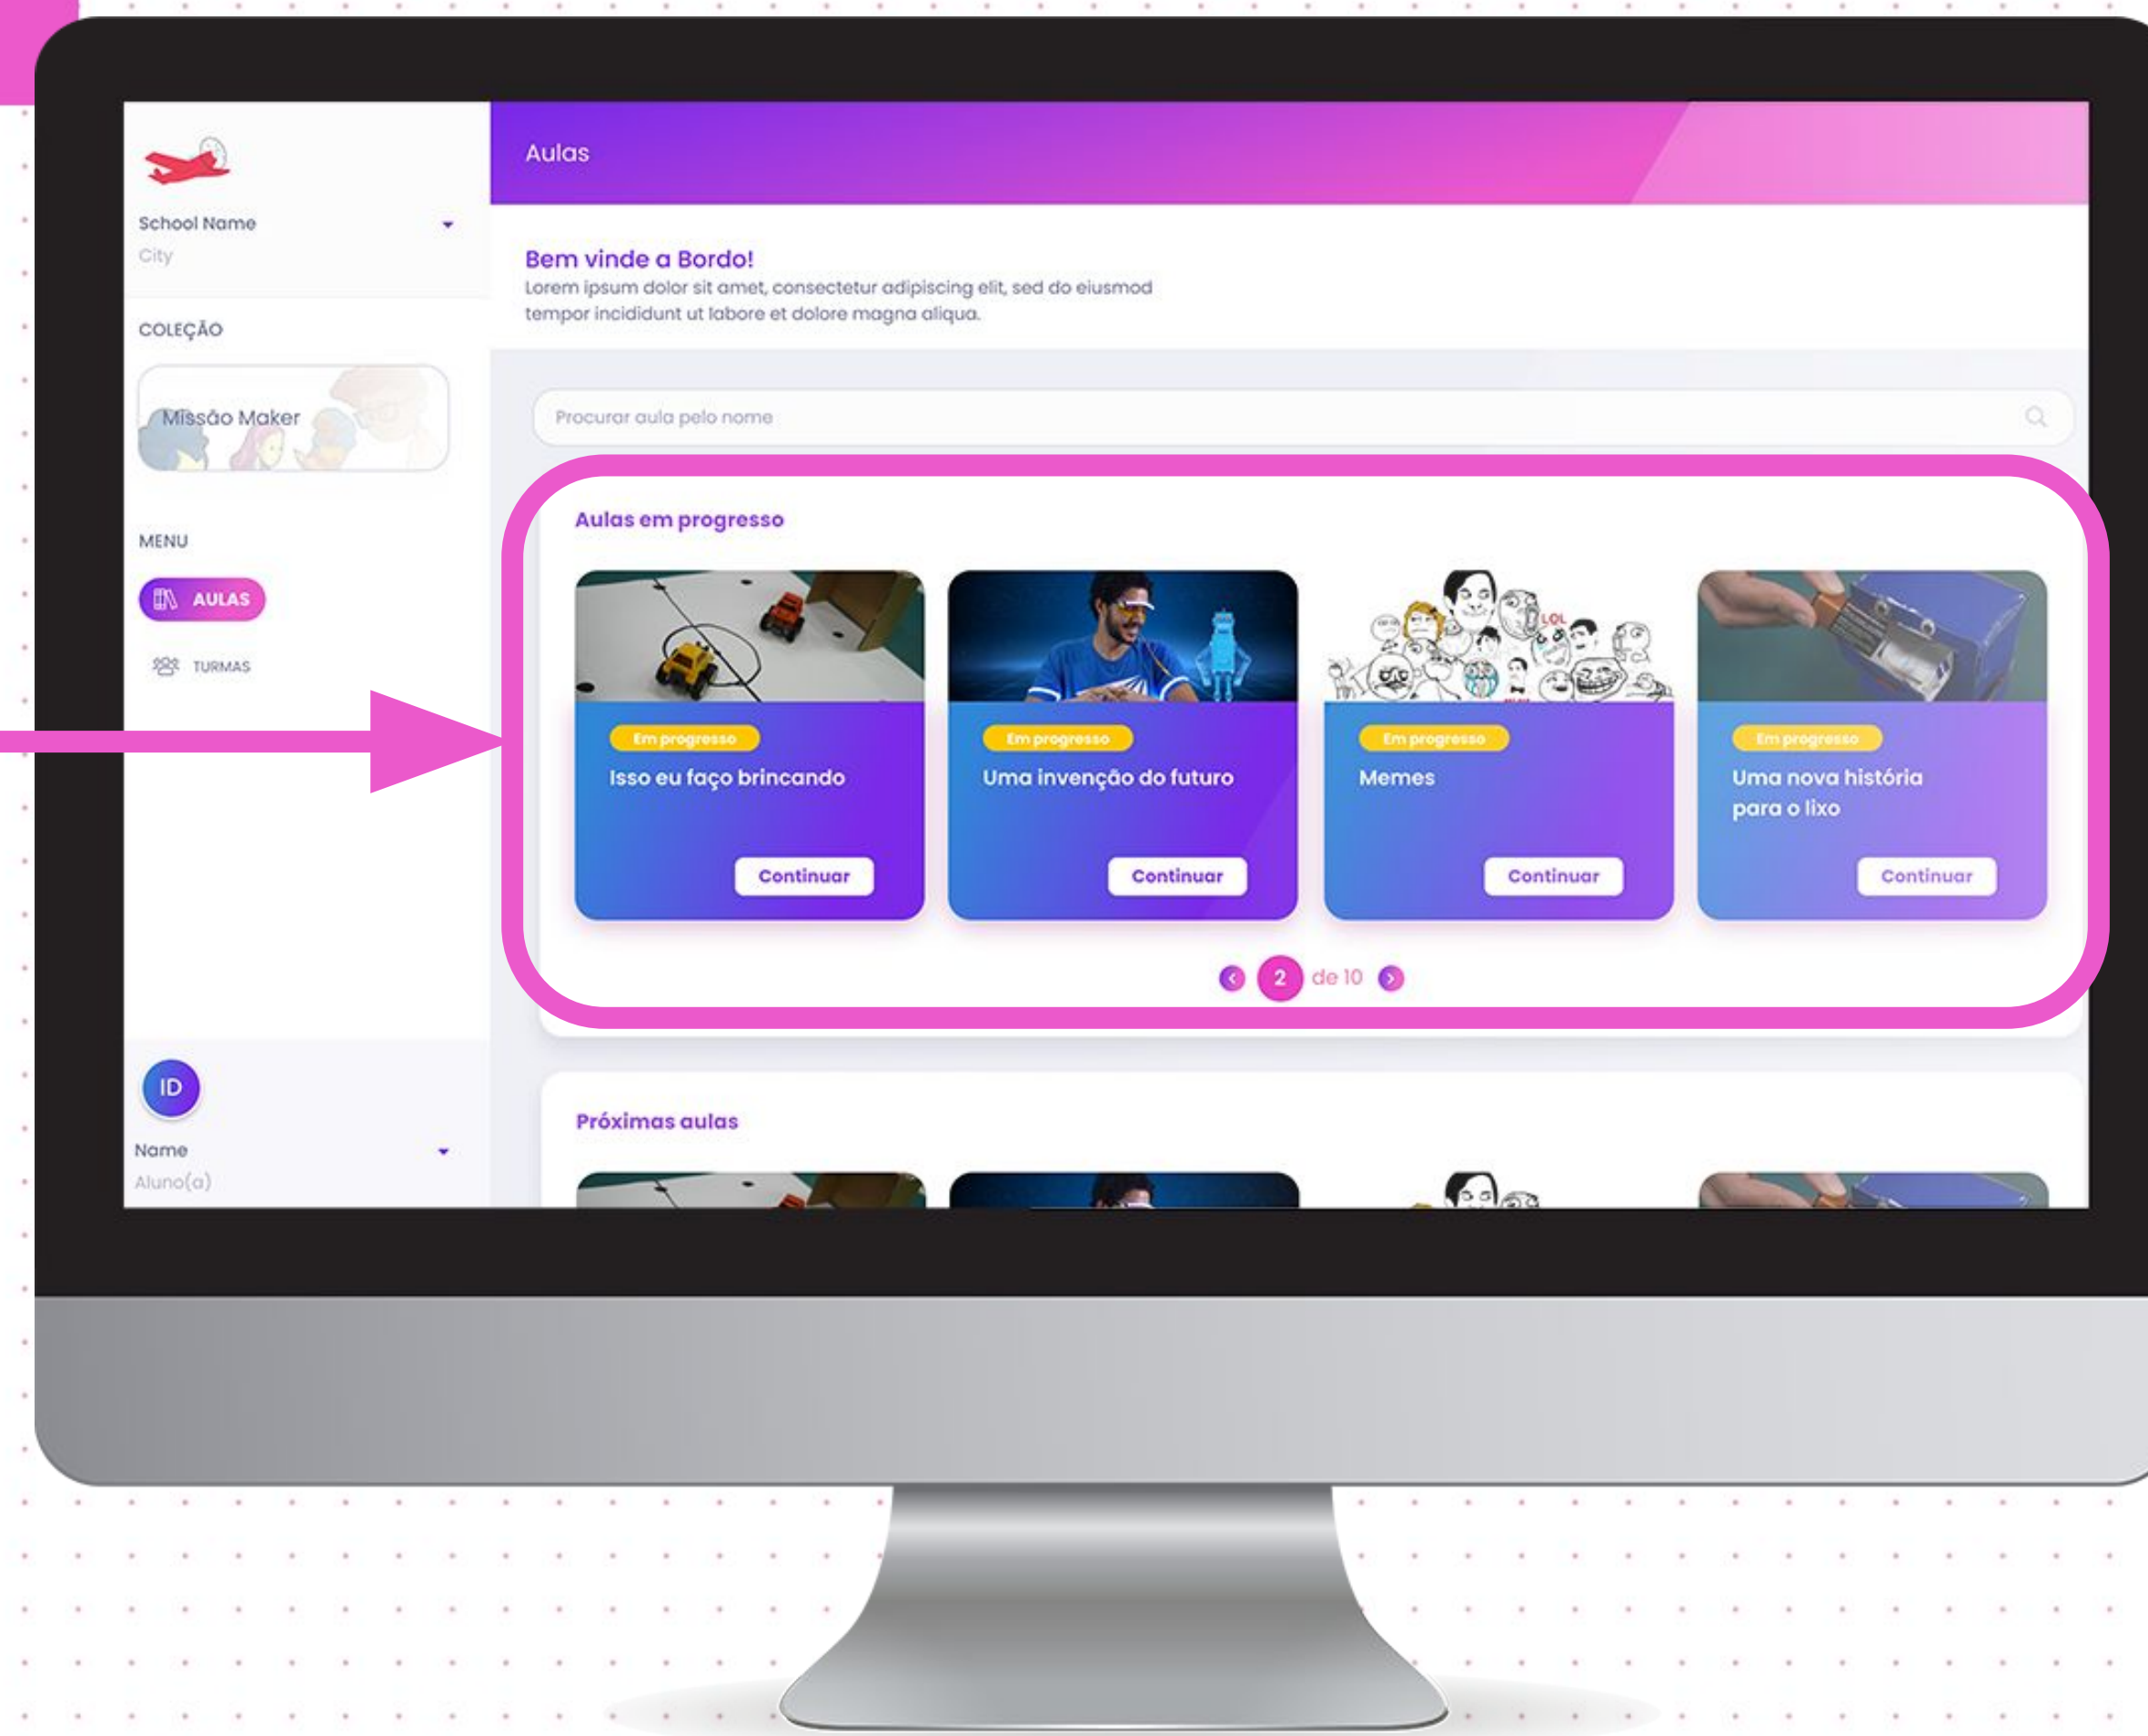 School Name
City
COLEÇÃO
Missão Maker
MENU
AULAS
TURMAS
ID
Name
Aluno(a)
Aulas
Bem vinde a Bordo!
Lorem ipsum dolor sit amet, consectetur adipiscing elit, sed do eiusmod
tempor incididunt ut labore et dolore magna aliqua.
Procurar aula pelo nome
Aulas em progresso
Em progresso
Isso eu faço brincando
Continuar
Em progresso
Uma invenção do futuro
Continuar
LOL
Em progresso
Memes
Continuar
Em progresso
Uma nova história
para o lixo
Continuar
2 de 10
Próximas aulas